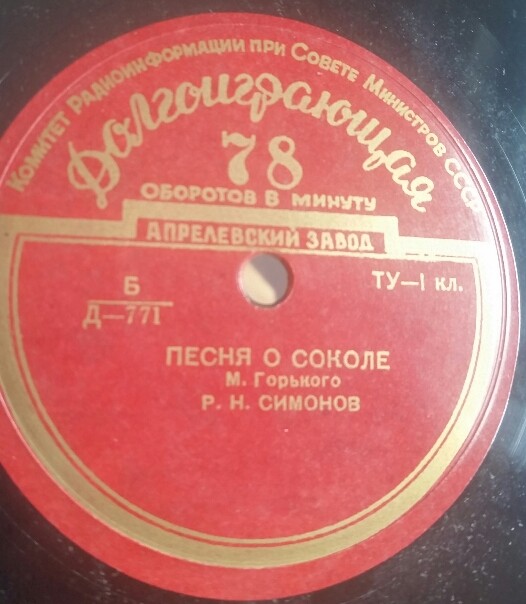 Комитет Радиоинформации при Совете Министров СССР
Долгоиграющая
78
ОБОРОТОВ В МИНУТУ
АПРЕЛЕВСКИЙ ЗАВОД
Б
Д—771
ТУ—1 кл.
ПЕСНЯ О СОКОЛЕ
М. Горького
Р. Н. СИМОНОВ